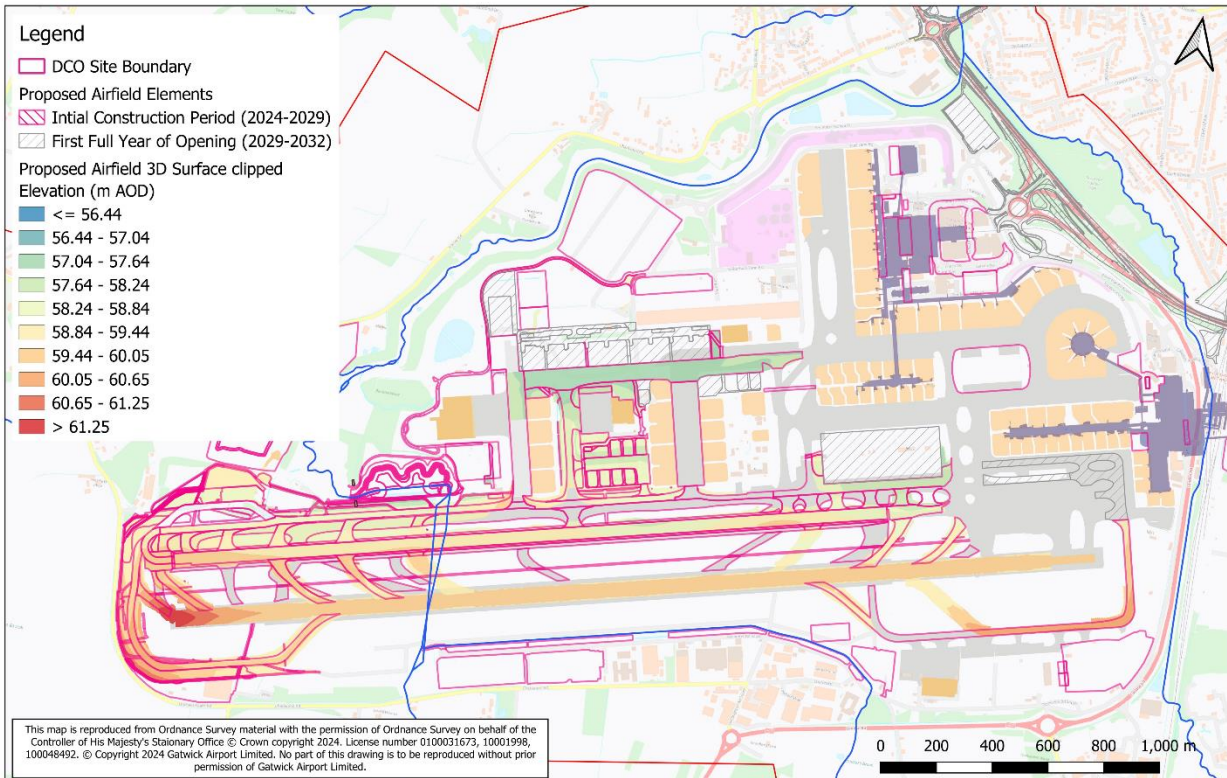 Legend
DCO Site Boundary
Proposed Airfield Elements
Intial Construction Period (2024-2029)
First Full Year of Opening (2029-2032)
Proposed Airfield 3D Surface clipped
Elevation (m AOD)
<= 56.44
56.44 - 57.04
57.04 - 57.64
57.64 - 58.24
58.24 - 58.84
58.84 - 59.44
59.44 - 60.05
60.05 - 60.65
60.65 - 61.25
> 61.25
This map is reproduced from Ordnance Survey material with the permission of Ordnance Survey on behalf of the
Controller of His Majesty's Staionary Office © Crown copyright 2024. License number 0100031673, 10001998,
100048492. © Copyright 2024 Gatwick Airport Limited. No part of this drawing is to be reproduced without prior
permission of Gatwick Airport Limited.
0 200 400 600 800 1,000 m